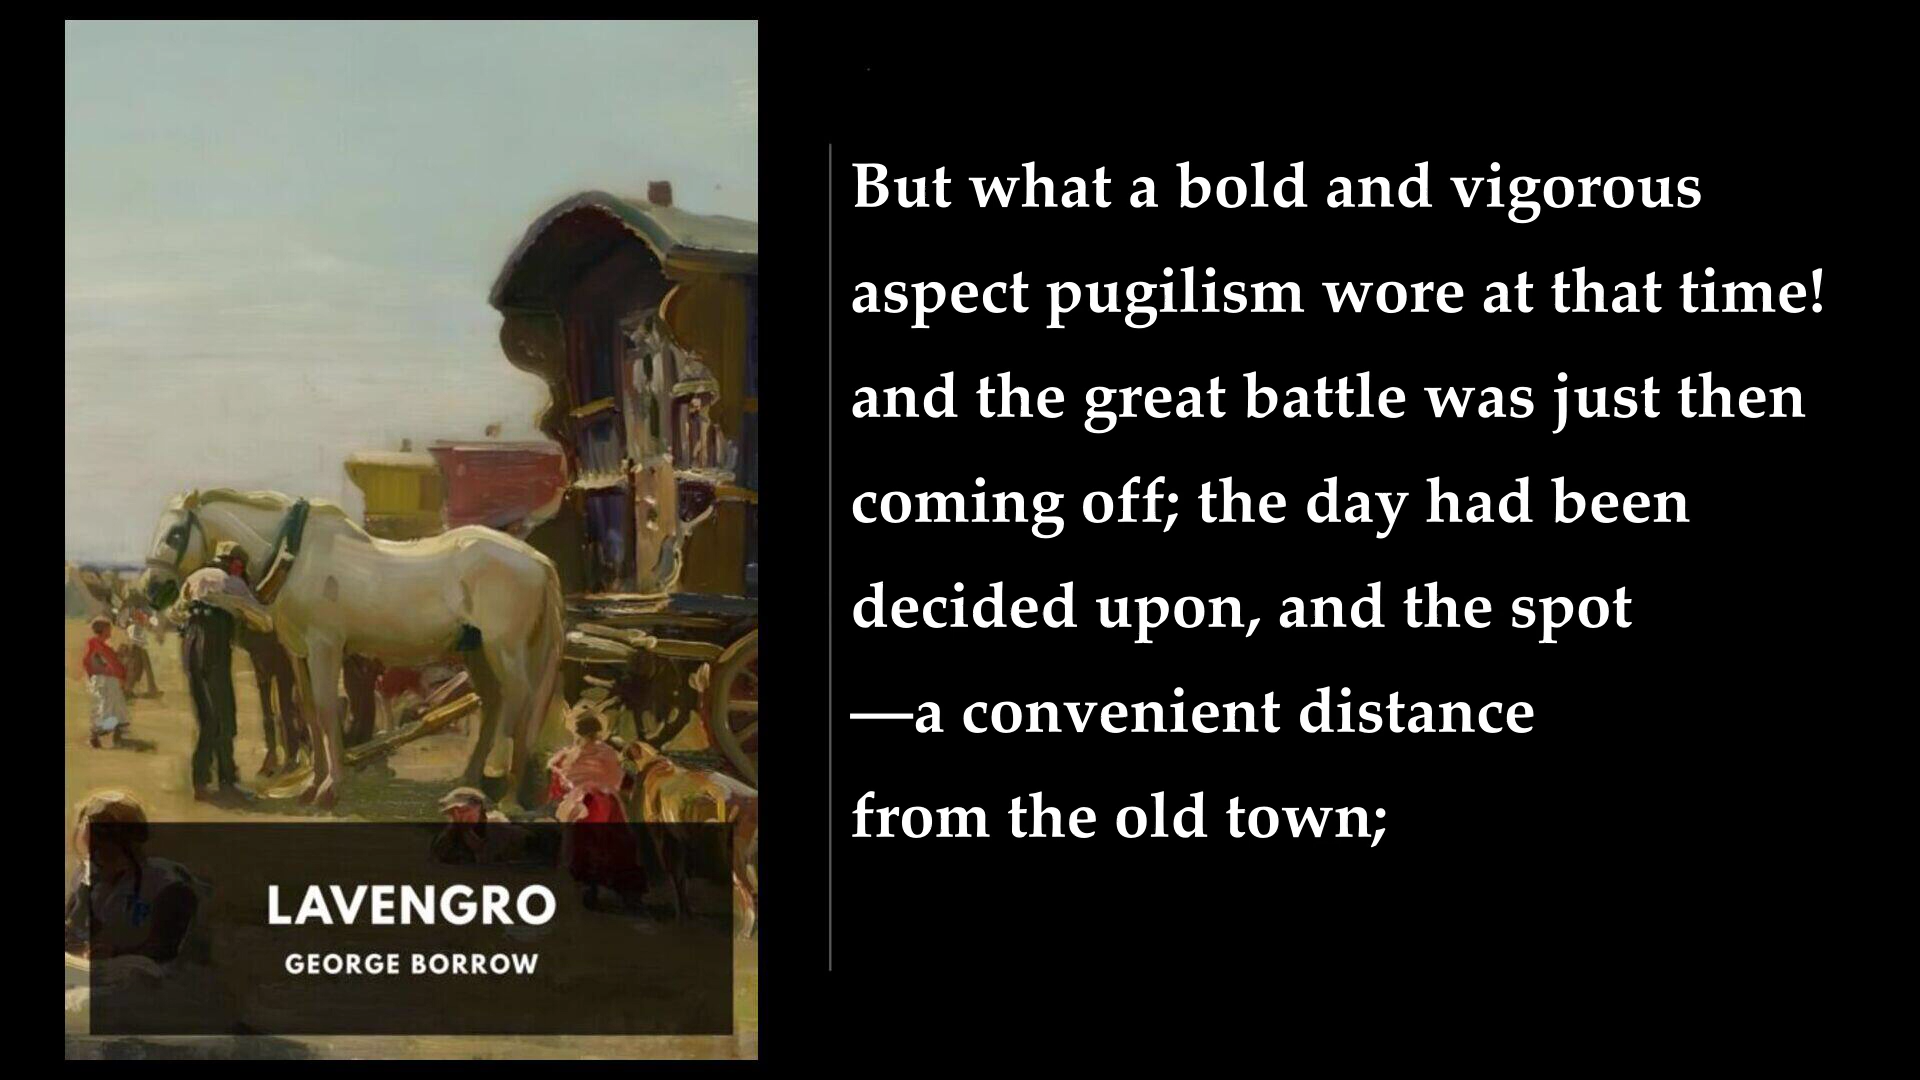 But what a bold and vigorous
aspect pugilism wore at that time!
and the great battle was just then
coming off; the day had been
decided upon, and the spot
—a convenient distance
from the old town;
LAVENGRO
GEORGE BORROW